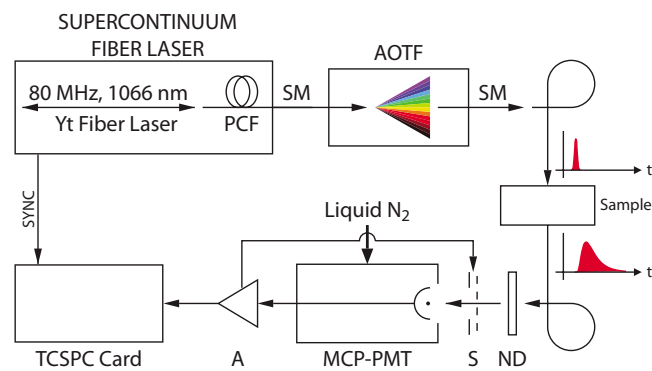 SUPERCONTINUUM
FIBER LASER
AOTF
80 MHz, 1066 nm
Yt Fiber Laser
PCF
SM
SM
t
SYNC
Liquid N2
Sample
t
TCSPC Card
A
MCP-PMT
S
ND